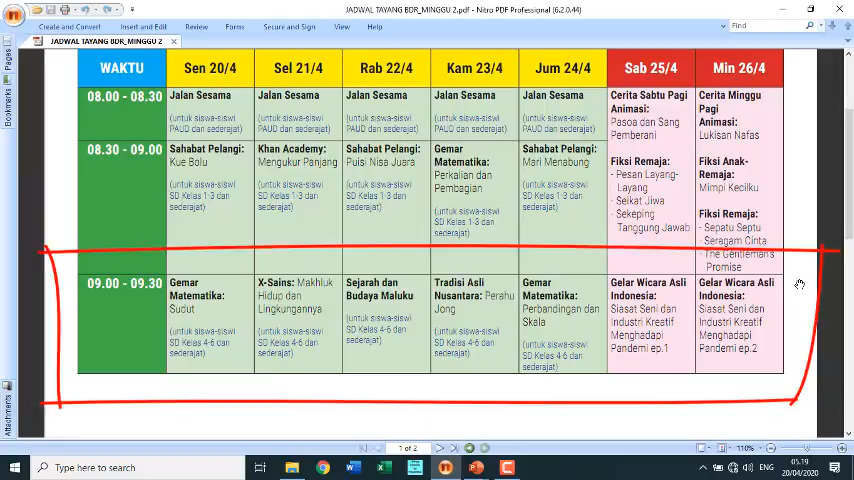 JADWAL TAYANG BDR_MINGGU 2.pdf - Nitro PDF Professional (6.2.0.44)
Create and Convert
Insert and Edit
Review
Forms
Secure and Sign
View
Help
Find
JADWAL TAYANG BDR_MINGGU 2
Pages
Bookmarks
Attachments
WAKTU
Sen 20/4
Sel 21/4
Rab 22/4
Kam 23/4
Jum 24/4
Sab 25/4
Min 26/4
08.00 - 08.30
Jalan Sesama
(untuk siswa-siswi
PAUD dan sederajat)
Jalan Sesama
(untuk siswa-siswi
PAUD dan sederajat)
Jalan Sesama
(untuk siswa-siswi
PAUD dan sederajat)
Jalan Sesama
(untuk siswa-siswi
PAUD dan sederajat)
Jalan Sesama
(untuk siswa-siswi
PAUD dan sederajat)
Cerita Sabtu Pagi
Animasi:
Pasoa dan Sang
Pemberani
Fiksi Remaja:
- Pesan Layang-
Layang
- Seikat Jiwa
- Sekeping
Tanggung Jawab
Cerita Minggu
Pagi
Animasi:
Lukisan Nafas
Fiksi Anak-
Remaja:
Mimpi Keciiku
Fiksi Remaja:
- Sepatu Septu
Seragam Cinta
- The Gentleman's
Promise
08.30 - 09.00
Sahabat Pelangi:
Kue Bolu
(untuk siswa-siswi
SD Kelas 1-3 dan
sederajat)
Khan Academy:
Mengukur Panjang
(untuk siswa-siswi
SD Kelas 1-3 dan
sederajat)
Sahabat Pelangi:
Puisi Nisa Juara
(untuk siswa-siswi
SD Kelas 1-3 dan
sederajat)
Gemar
Matematika:
Perkalian dan
Pembagian
(untuk siswa-siswi
SD Kelas 1-3 dan
sederajat)
Sahabat Pelangi:
Mari Menabung
(untuk siswa-siswi
SD Kelas 1-3 dan
sederajat)
09.00 - 09.30
Gemar
Matematika:
Sudut
(untuk siswa-siswi
SD Kelas 4-6 dan
sederajat)
X-Sains: Makhluk
Hidup dan
Lingkungannya
(untuk siswa-siswi
SD Kelas 4-6 dan
sederajat)
Sejarah dan
Budaya Maluku
(untuk siswa-siswi
SD Kelas 4-6 dan
sederajat)
Tradisi Asli
Nusantara: Perahu
Jong
(untuk siswa-siswi
SD Kelas 4-6 dan
sederajat)
Gemar
Matematika:
Perbandingan dan
Skala
(untuk siswa-siswi
SD Kelas 4-6 dan
sederajat)
Gelar Wicara Asli
Indonesia:
Siasat Seni dan
Industri Kreatif
Menghadapi
Pandemi ep.1
Gelar Wicara Asli
Indonesia:
Siasat Seni dan
Industri Kreatif
Menghadapi
Pandemi ep.2
1 of 2
110%
Type here to search
ENG
05.19
20/04/2020